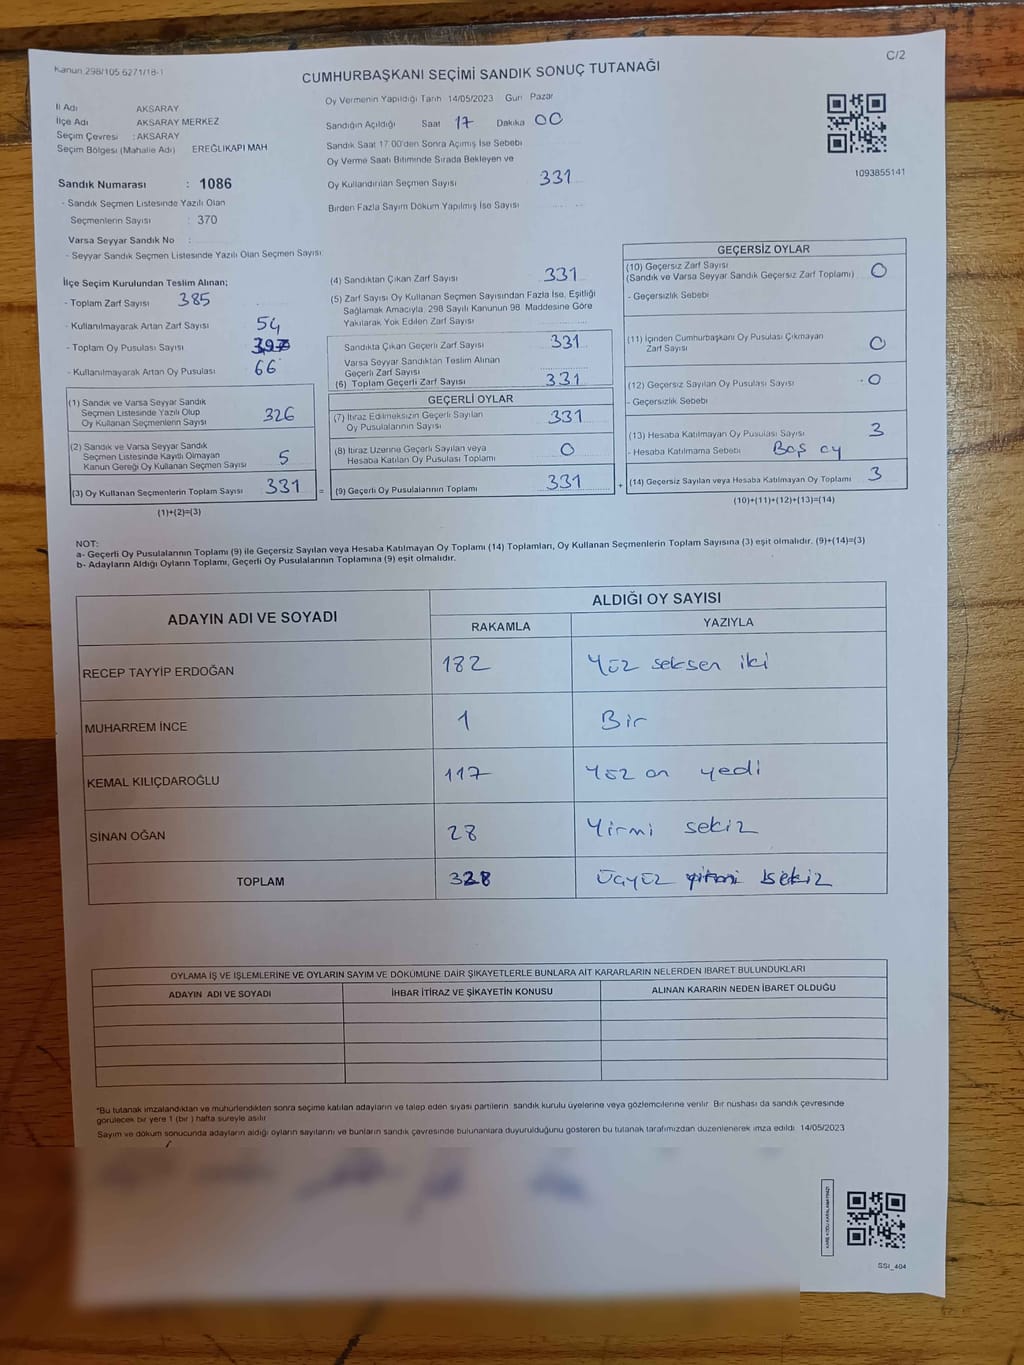 Kanun 298/105 6271/18-1
C/2
CUMHURBAŞKANI SEÇİMİ SANDIK SONUÇ TUTANAĞI
İl Adı AKSARAY
İlçe Adı AKSARAY MERKEZ
Seçim Çevresi : AKSARAY
Seçim Bölgesi (Mahalle Adı) EREĞLİKAPI MAH
Sandık Numarası : 1086
- Sandık Seçmen Listesinde Yazılı Olan
Seçmenlerin Sayısı : 370
Varsa Seyyar Sandık No :
- Seyyar Sandık Seçmen Listesinde Yazılı Olan Seçmen Sayısı
Oy Vermenin Yapıldığı Tarih 14/05/2023 Gün Pazar
Sandığın Açıldığı Saat 17 Dakika 00
Sandık Saat 17 00'den Sonra Açımış İse Sebebi
Oy Verme Saati Bitiminde Sırada Bekleyen ve
Oy Kullandırılan Seçmen Sayısı 331
Birden Fazla Sayım Döküm Yapılmış İse Sayısı
1093855141
İlçe Seçim Kurulundan Teslim Alınan;
- Toplam Zarf Sayısı 385
- Kullanılmayarak Artan Zarf Sayısı 54
- Toplam Oy Pusulası Sayısı 397
- Kullanılmayarak Artan Oy Pusulası 66
(1) Sandık ve Varsa Seyyar Sandık
Seçmen Listesinde Yazılı Olup
Oy Kullanan Seçmenlerin Sayısı 326
(2) Sandık ve Varsa Seyyar Sandık
Seçmen Listesinde Kayıtlı Olmayan
Kanun Gereği Oy Kullanan Seçmen Sayısı 5
(3) Oy Kullanan Seçmenlerin Toplam Sayısı 331 =
(1)+(2)=(3)
(4) Sandıktan Çıkan Zarf Sayısı 331
(5) Zarf Sayısı Oy Kullanan Seçmen Sayısından Fazla İse, Eşitliği
Sağlamak Amacıyla, 298 Sayılı Kanunun 98. Maddesine Göre
Yakılarak Yok Edilen Zarf Sayısı
Sandıkta Çıkan Geçerli Zarf Sayısı 331
Varsa Seyyar Sandıktan Teslim Alınan
Geçerli Zarf Sayısı
(6) Toplam Geçerli Zarf Sayısı 331
GEÇERLİ OYLAR
(7) İtiraz Edilmeksizin Geçerli Sayılan
Oy Pusulalarının Sayısı 331
(8) İtiraz Üzerine Geçerli Sayılan veya
Hesaba Katılan Oy Pusulası Toplamı 0
(9) Geçerli Oy Pusulalarının Toplamı 331 +
GEÇERSİZ OYLAR
(10) Geçersiz Zarf Sayısı
(Sandık ve Varsa Seyyar Sandık Geçersiz Zarf Toplamı) 0
- Geçersizlik Sebebi
(11) İçinden Cumhurbaşkanı Oy Pusulası Çıkmayan
Zarf Sayısı 0
(12) Geçersiz Sayılan Oy Pusulası Sayısı 0
- Geçersizlik Sebebi
(13) Hesaba Katılmayan Oy Pusulası Sayısı 3
- Hesaba Katılmama Sebebi Boş oy
(14) Geçersiz Sayılan veya Hesaba Katılmayan Oy Toplamı 3
(10)+(11)+(12)+(13)=(14)
NOT:
a- Geçerli Oy Pusulalarının Toplamı (9) ile Geçersiz Sayılan veya Hesaba Katılmayan Oy Toplamı (14) Toplamları, Oy Kullanan Seçmenlerin Toplam Sayısına (3) eşit olmalıdır. (9)+(14)=(3)
b- Adayların Aldığı Oyların Toplamı, Geçerli Oy Pusulalarının Toplamına (9) eşit olmalıdır.
ADAYIN ADI VE SOYADI ALDIĞI OY SAYISI
RAKAMLA YAZIYLA
RECEP TAYYİP ERDOĞAN 182 Yüz seksen iki
MUHARREM İNCE 1 Bir
KEMAL KILIÇDAROĞLU 117 Yüz on yedi
SİNAN OĞAN 28 Yirmi sekiz
TOPLAM 328 üçyüz yirmi sekiz
OYLAMA İŞ VE İŞLEMLERİNE VE OYLARIN SAYIM VE DÖKÜMÜNE DAİR ŞİKAYETLERLE BUNLARA AİT KARARLARIN NELERDEN İBARET BULUNDUKLARI
ADAYIN ADI VE SOYADI İHBAR İTİRAZ VE ŞİKAYETİN KONUSU ALINAN KARARIN NEDEN İBARET OLDUĞU
*Bu tutanak imzalandıktan ve mühürlendikten sonra seçime katılan adayların ve talep eden siyasi partilerin sandık kurulu üyelerine veya gözlemcilerine verilir Bir nüshası da sandık çevresinde
görülecek bir yere 1 (bir) hafta süreyle asılır
Sayım ve döküm sonucunda adayların aldığı oyların sayılarını ve bunların sandık çevresinde bulunanlara duyurulduğunu gösteren bu tutanak tarafımızdan düzenlenerek imza edildi 14/05/2023
SSI_404